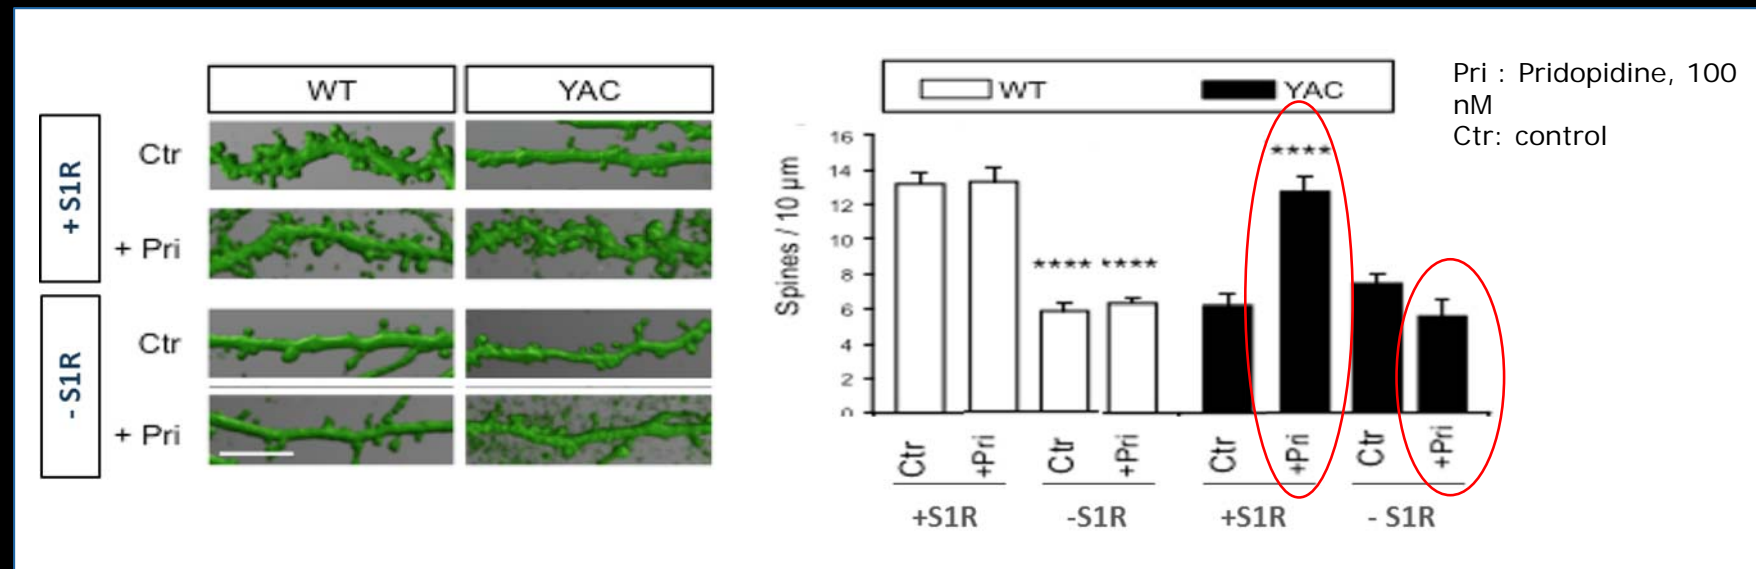 WT
YAC
+ S1R
Ctr
+ Pri
- S1R
Ctr
+ Pri
WT
YAC
Spines / 10 µm
16
14
12
10
8
6
4
2
0
****
****
****
Ctr
+Pri
Ctr
+Pri
Ctr
+Pri
Ctr
+Pri
+S1R
-S1R
+S1R
- S1R
Pri : Pridopidine, 100
nM
Ctr: control